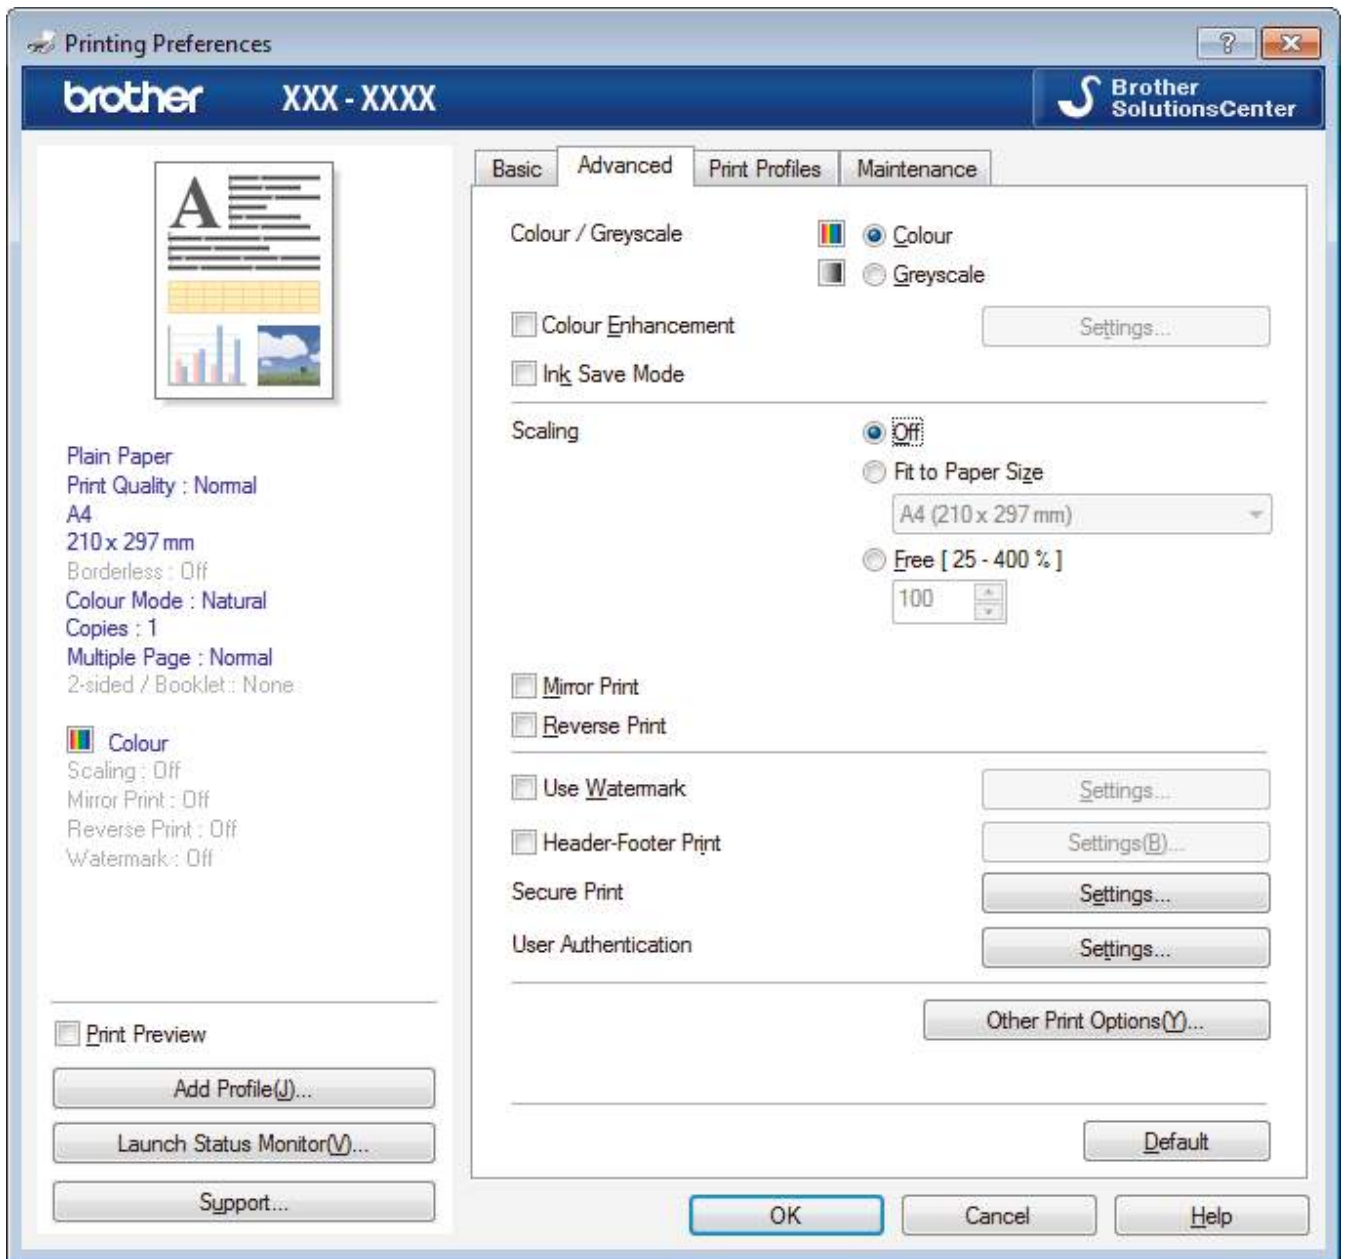 Printing Preferences
?
brother XXX - XXXX
Brother
SolutionsCenter
A
Plain Paper
Print Quality : Normal
A4
210 x 297 mm
Borderless : Off
Colour Mode : Natural
Copies : 1
Multiple Page : Normal
2-sided / Booklet : None
Colour
Scaling : Off
Mirror Print : Off
Reverse Print : Off
Watermark : Off
Print Preview
Add Profile(J)...
Launch Status Monitor(V)...
Support...
Basic Advanced Print Profiles Maintenance
Colour / Greyscale Colour
Greyscale
Colour Enhancement Settings...
Ink Save Mode
Scaling Off
Fit to Paper Size
A4 (210 x 297 mm)
Free [ 25 - 400 % ]
100
Mirror Print
Reverse Print
Use Watermark Settings...
Header-Footer Print Settings(B)...
Secure Print Settings...
User Authentication Settings...
Other Print Options(Y)...
Default
OK Cancel Help